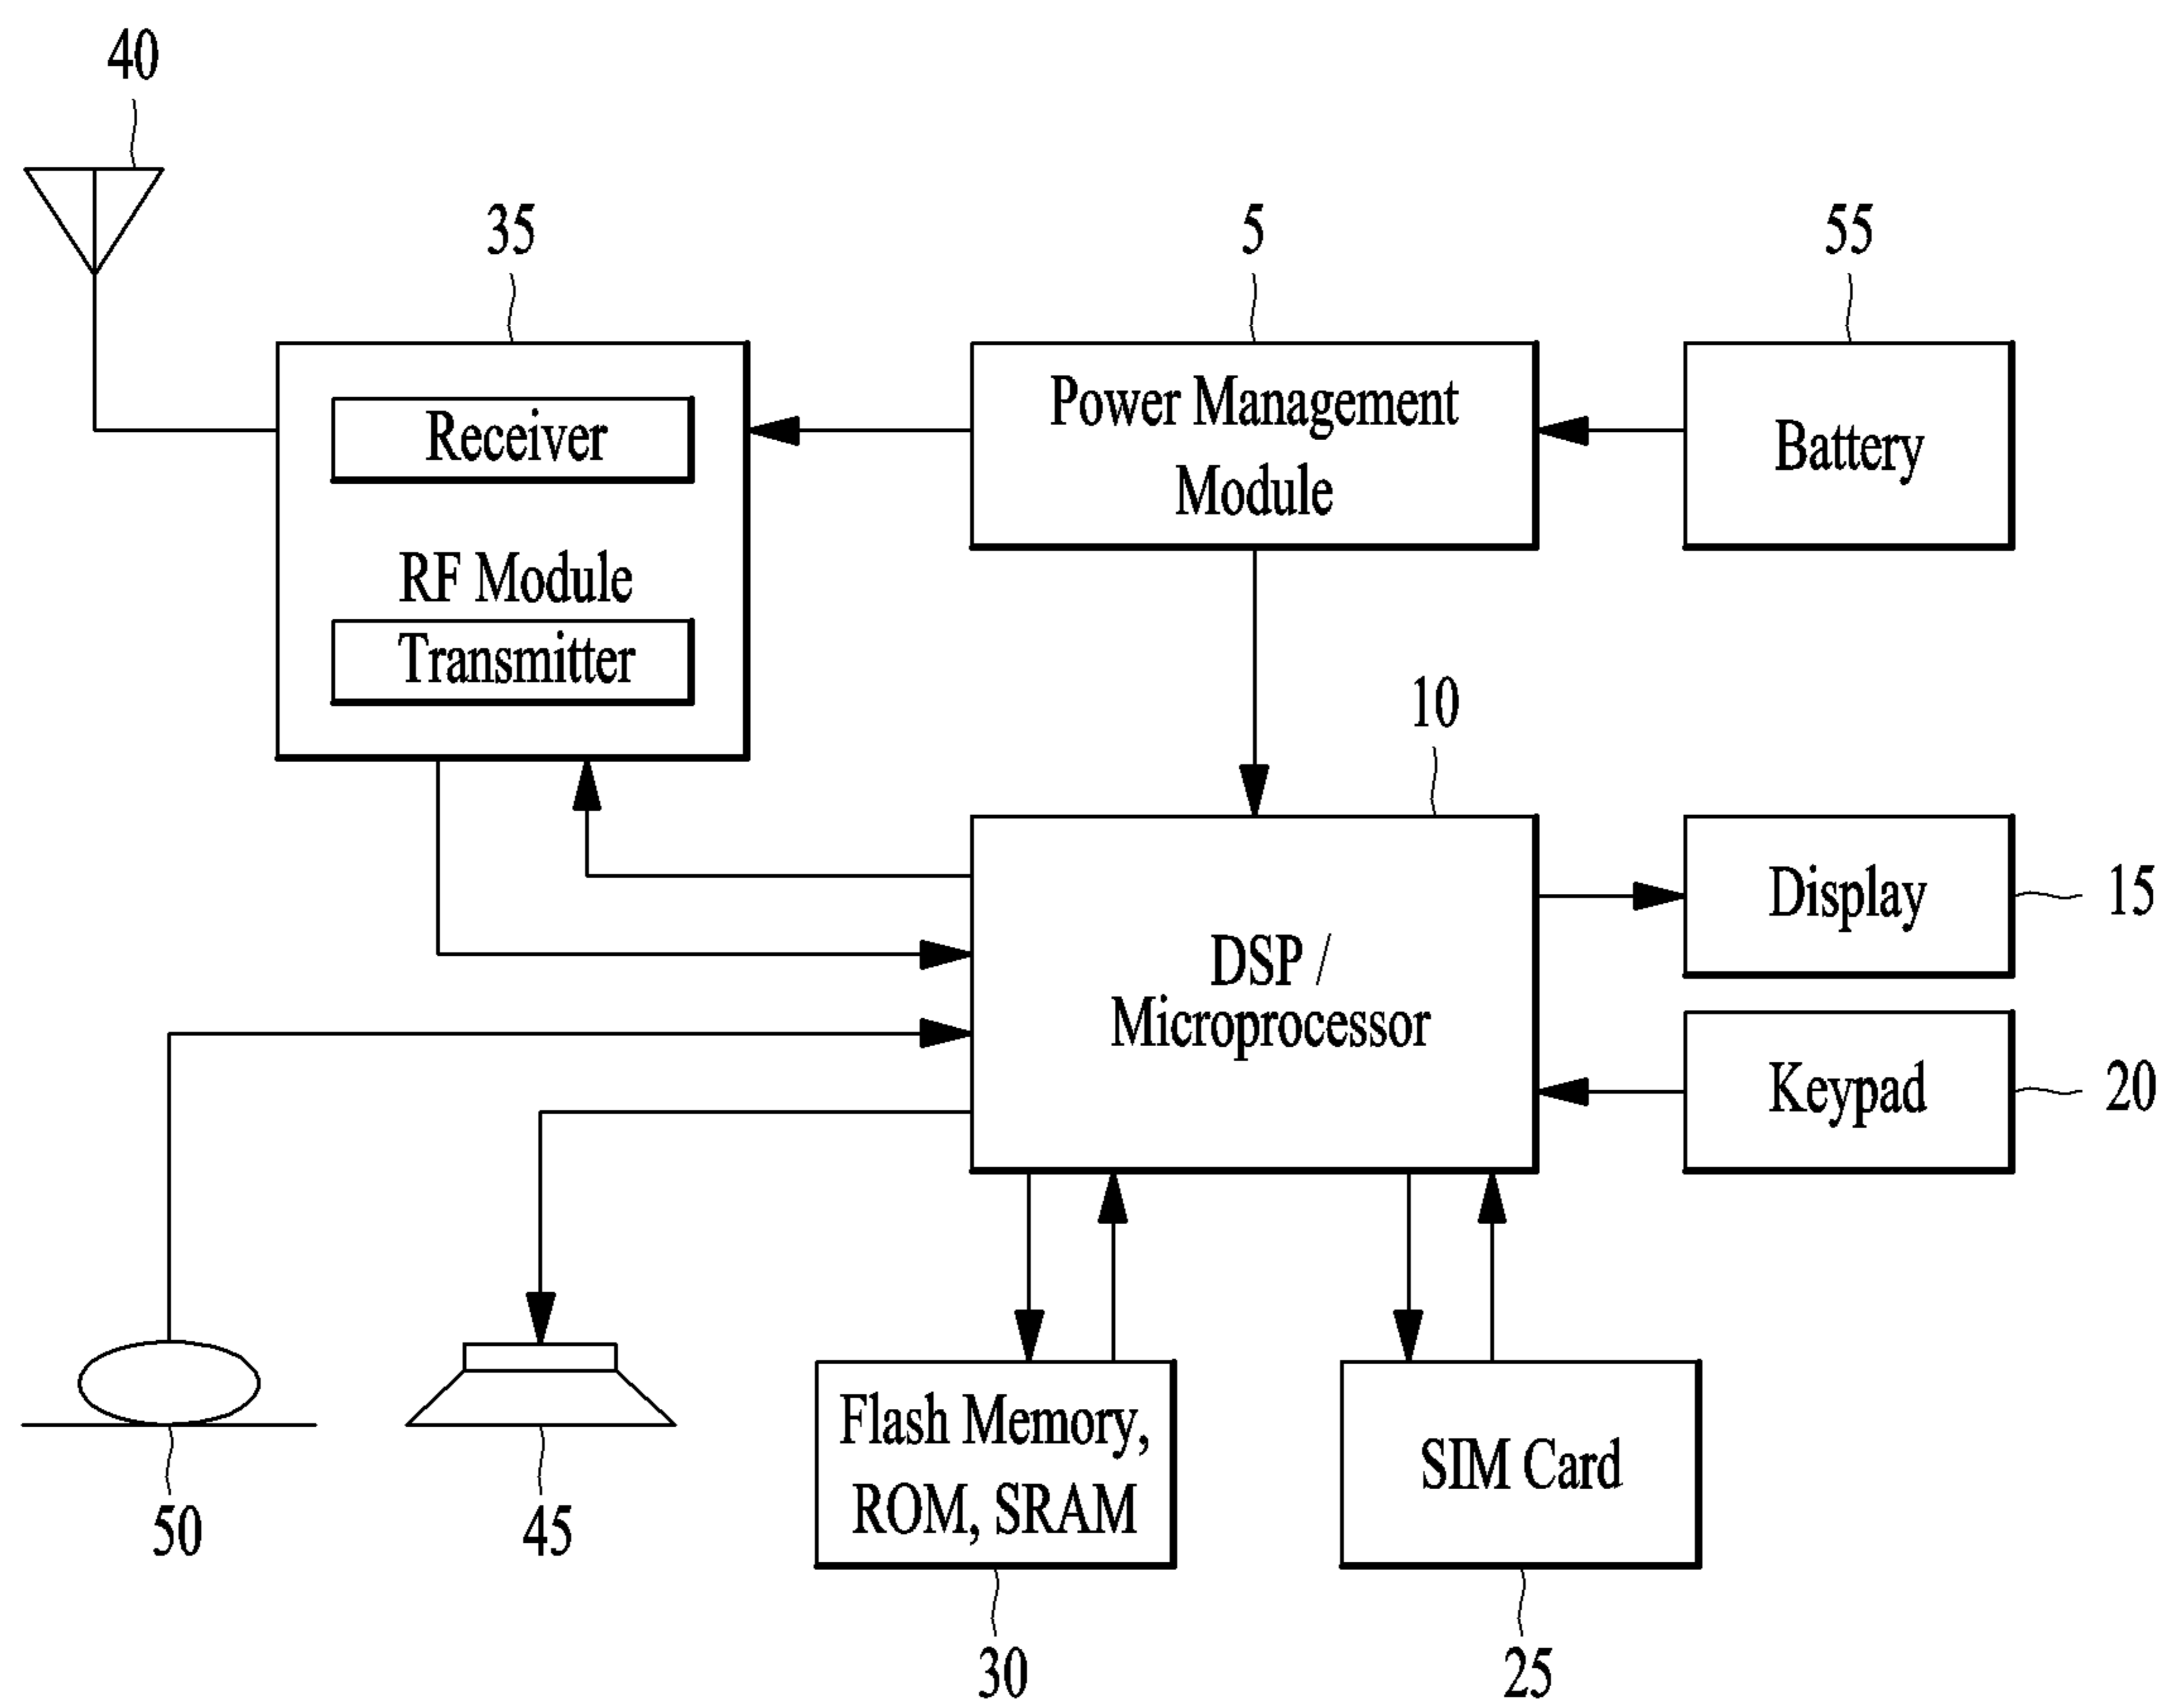 40
35
5
55
Receiver
RF Module
Transmitter
Power Management
Module
Battery
10
DSP /
Microprocessor
Display
15
Keypad
20
Flash Memory,
ROM, SRAM
SIM Card
50
45
30
25